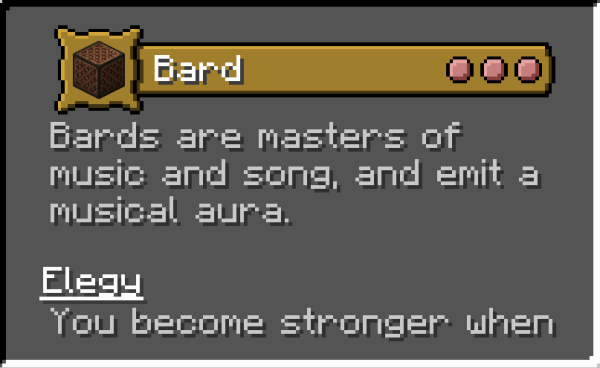 Bard
Bards are masters of
music and song, and emit a
musical aura.
Elegy
You become stronger when